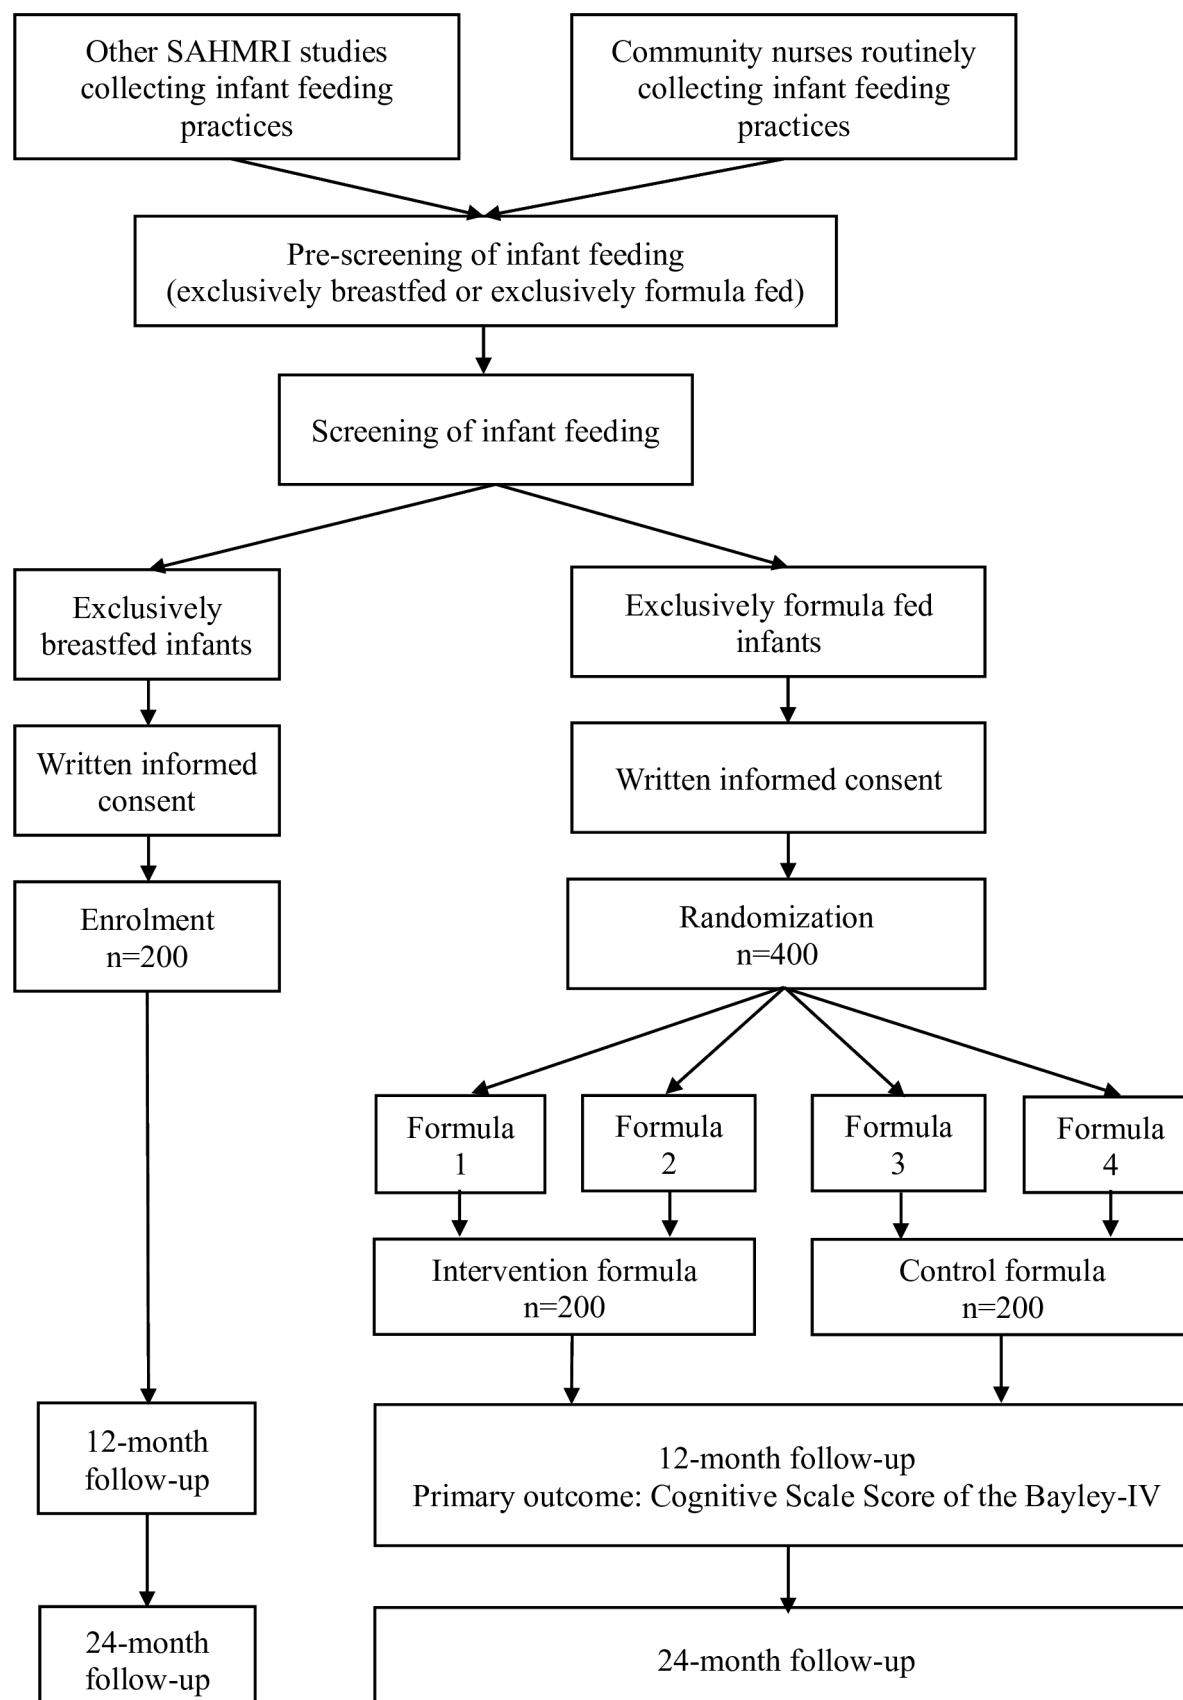 Other SAHMRI studies
collecting infant feeding
practices
Community nurses routinely
collecting infant feeding
practices
Pre-screening of infant feeding
(exclusively breastfed or exclusively formula fed)
Screening of infant feeding
Exclusively
breastfed infants
Exclusively formula fed
infants
Written informed
consent
Written informed consent
Enrolment
n=200
Randomization
n=400
Formula
1
Formula
2
Formula
3
Formula
4
Intervention formula
n=200
Control formula
n=200
12-month
follow-up
12-month follow-up
Primary outcome: Cognitive Scale Score of the Bayley-IV
24-month
follow-up
24-month follow-up